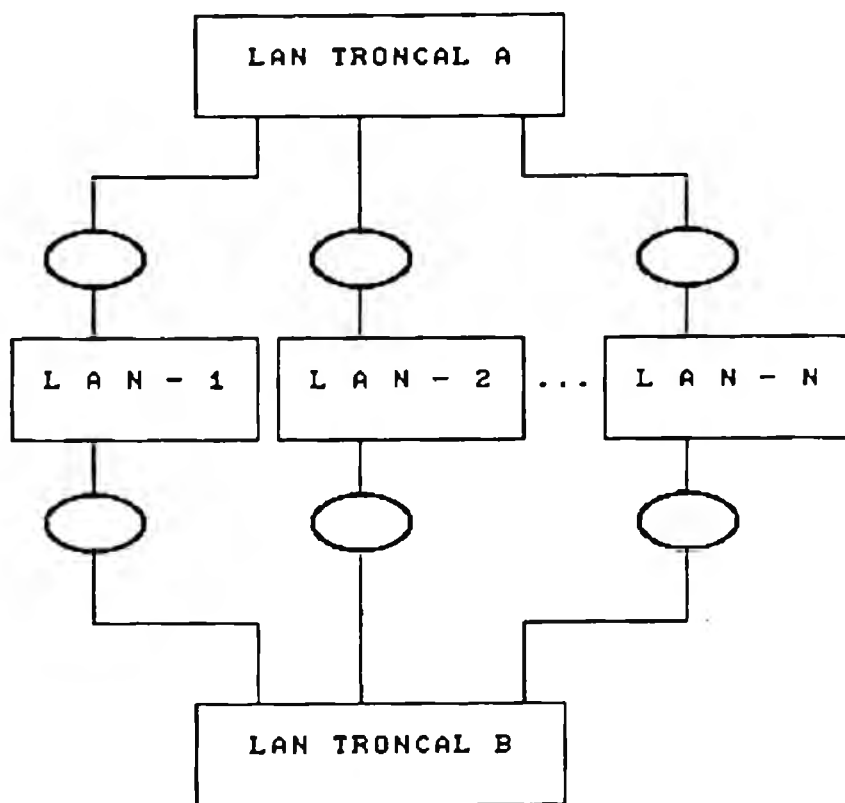 LAN TRONCAL A
L A N - 1
L A N - 2
...
L A N - N
LAN TRONCAL B